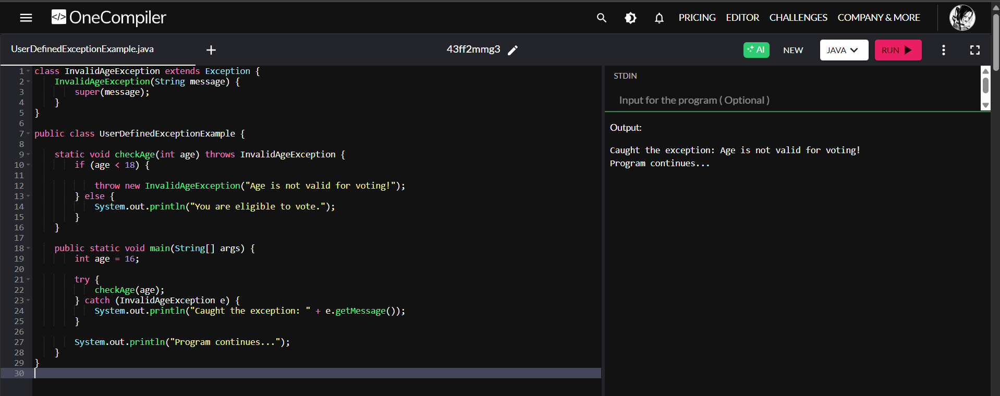 </> OneCompiler
PRICING EDITOR CHALLENGES COMPANY & MORE
UserDefinedExceptionExample.java
+
43ff2mmg3
AI NEW JAVA RUN
1 class InvalidAgeException extends Exception {
2     InvalidAgeException(String message) {
3         super(message);
4     }
5 }
6
7 public class UserDefinedExceptionExample {
8
9     static void checkAge(int age) throws InvalidAgeException {
10         if (age < 18) {
11
12             throw new InvalidAgeException("Age is not valid for voting!");
13         } else {
14             System.out.println("You are eligible to vote.");
15         }
16     }
17
18     public static void main(String[] args) {
19         int age = 16;
20
21         try {
22             checkAge(age);
23         } catch (InvalidAgeException e) {
24             System.out.println("Caught the exception: " + e.getMessage());
25         }
26
27         System.out.println("Program continues...");
28     }
29 }
30
STDIN
Input for the program ( Optional )
Output:
Caught the exception: Age is not valid for voting!
Program continues...